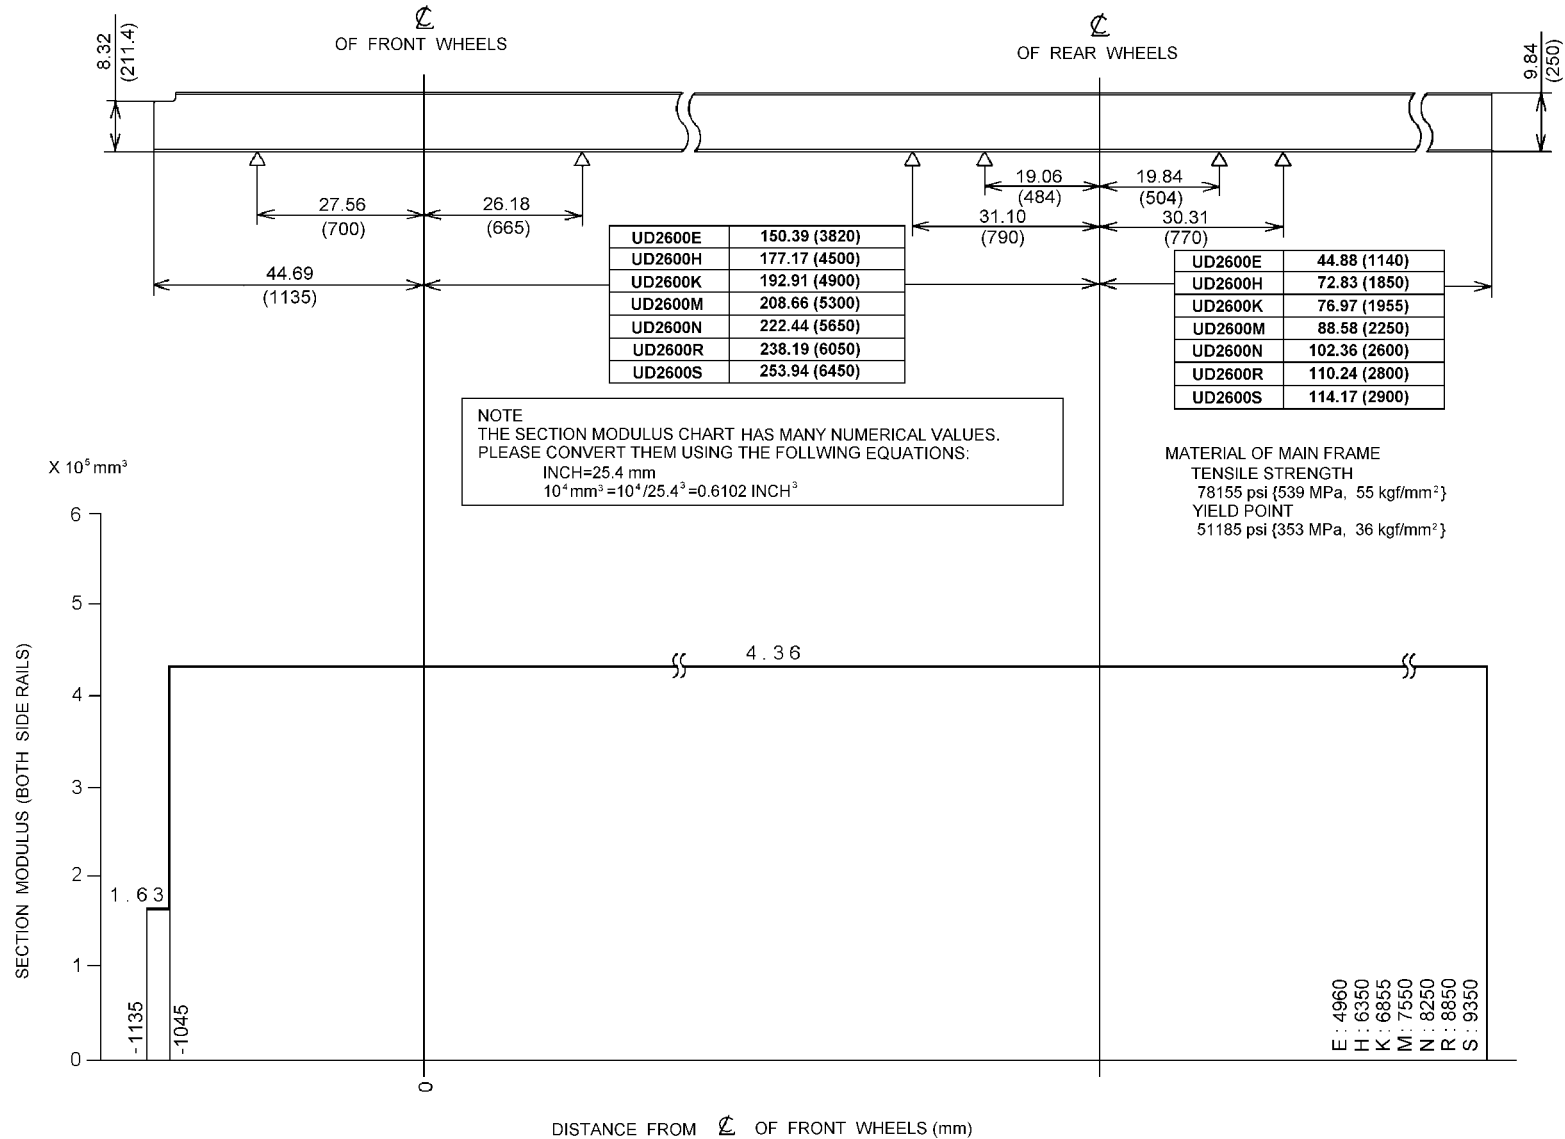 ℄
OF FRONT WHEELS
℄
OF REAR WHEELS
8.32
(211.4)
9.84
(250)
27.56
(700)
26.18
(665)
19.06
(484)
19.84
(504)
31.10
(790)
30.31
(770)
44.69
(1135)
UD2600E 150.39 (3820)
UD2600H 177.17 (4500)
UD2600K 192.91 (4900)
UD2600M 208.66 (5300)
UD2600N 222.44 (5650)
UD2600R 238.19 (6050)
UD2600S 253.94 (6450)
UD2600E 44.88 (1140)
UD2600H 72.83 (1850)
UD2600K 76.97 (1955)
UD2600M 88.58 (2250)
UD2600N 102.36 (2600)
UD2600R 110.24 (2800)
UD2600S 114.17 (2900)
NOTE
THE SECTION MODULUS CHART HAS MANY NUMERICAL VALUES.
PLEASE CONVERT THEM USING THE FOLLWING EQUATIONS:
INCH=25.4 mm
10⁴mm³=10⁴/25.4³=0.6102 INCH³
MATERIAL OF MAIN FRAME
TENSILE STRENGTH
78155 psi {539 MPa, 55 kgf/mm²}
YIELD POINT
51185 psi {353 MPa, 36 kgf/mm²}
X 10⁵mm³
6
5
4
3
2
1
0
SECTION MODULUS (BOTH SIDE RAILS)
4.36
1.63
-1135
-1045
0
E : 4960
H : 6350
K : 6855
M : 7550
N : 8250
R : 8850
S : 9350
DISTANCE FROM ℄ OF FRONT WHEELS (mm)